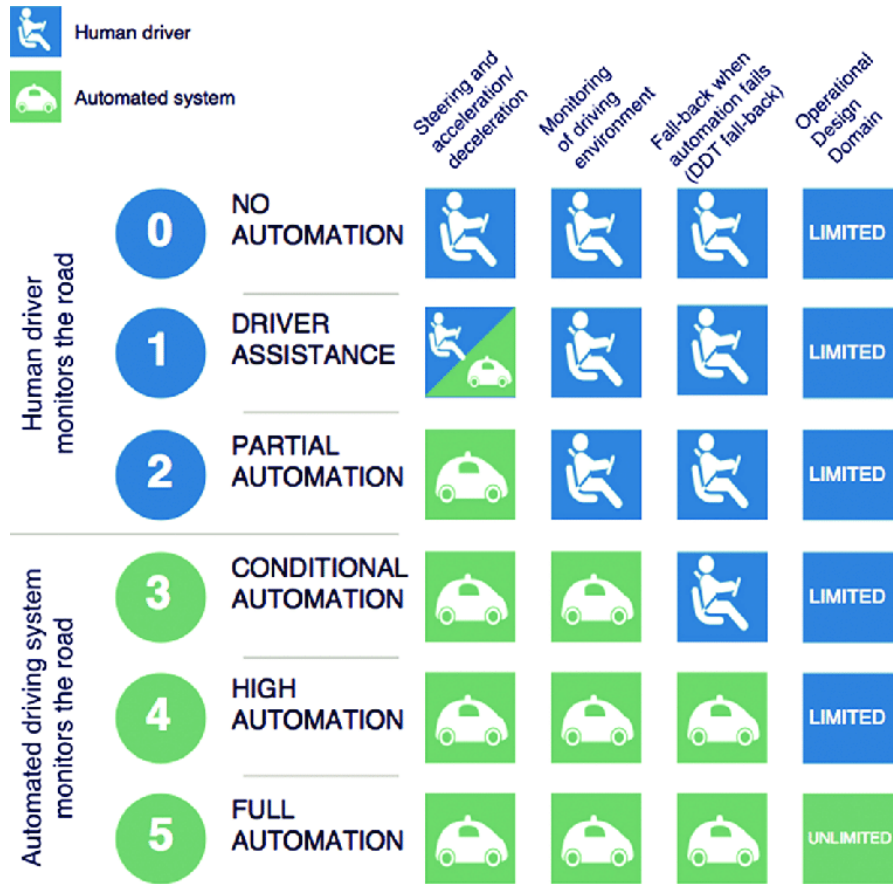 Human driver
Automated system
Steering and
acceleration/
deceleration
Monitoring
of driving
environment
Fall-back when
automation fails
(DDT fall-back)
Operational
Design
Domain
Human driver
monitors the road
0
NO
AUTOMATION
LIMITED
1
DRIVER
ASSISTANCE
LIMITED
2
PARTIAL
AUTOMATION
LIMITED
Automated driving system
monitors the road
3
CONDITIONAL
AUTOMATION
LIMITED
4
HIGH
AUTOMATION
LIMITED
5
FULL
AUTOMATION
UNLIMITED